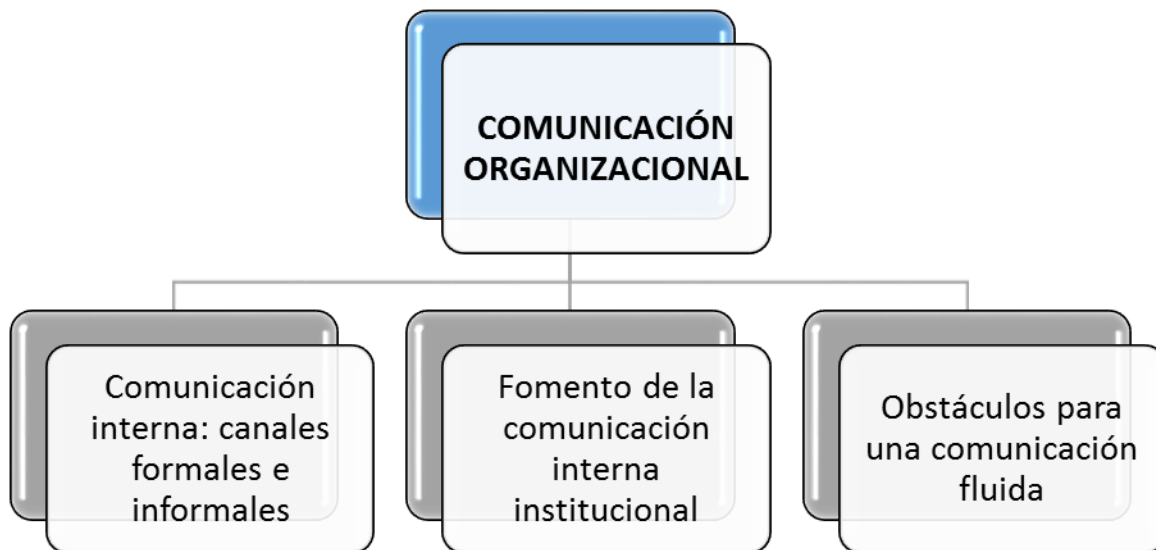 COMUNICACIÓN
ORGANIZACIONAL
Comunicación
interna: canales
formales e
informales
Fomento de la
comunicación
interna
institucional
Obstáculos para
una comunicación
fluida